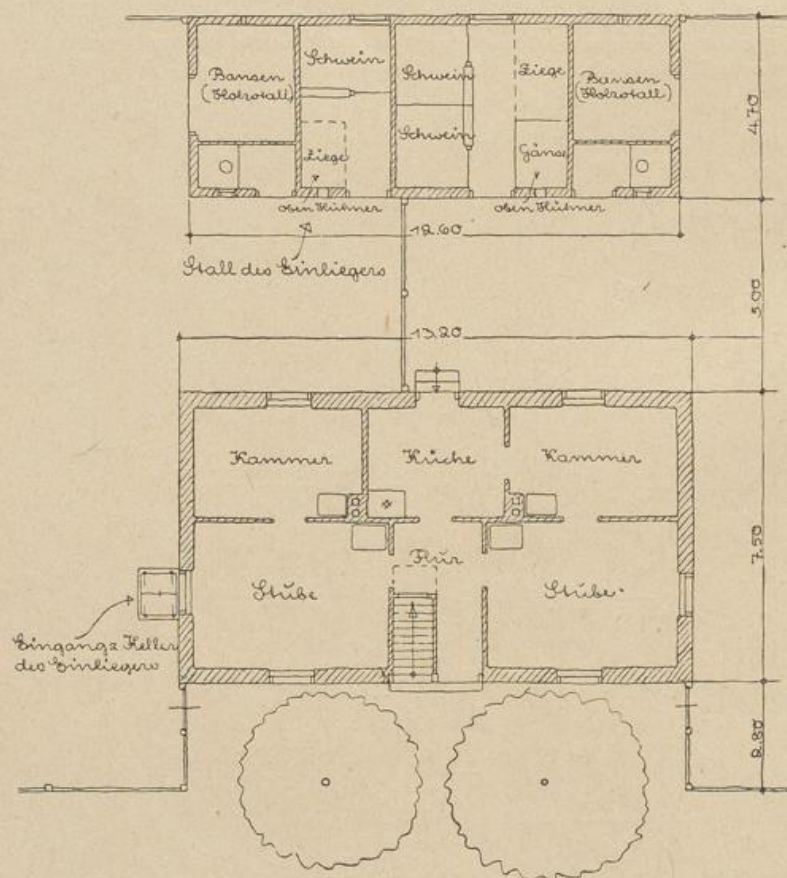 Bansen
(Holzstall)
Schwein
Schwein
Ziege
Bansen
(Holzstall)
Ziege
Schwein
Gänse
oben Hühner
oben Hühner
4.70
12.60
Stall des Einliegers
5.00
13.20
Kammer
Küche
Kammer
Flur
Stube
Stube
7.50
Eingang z Keller
des Einliegers
2.80